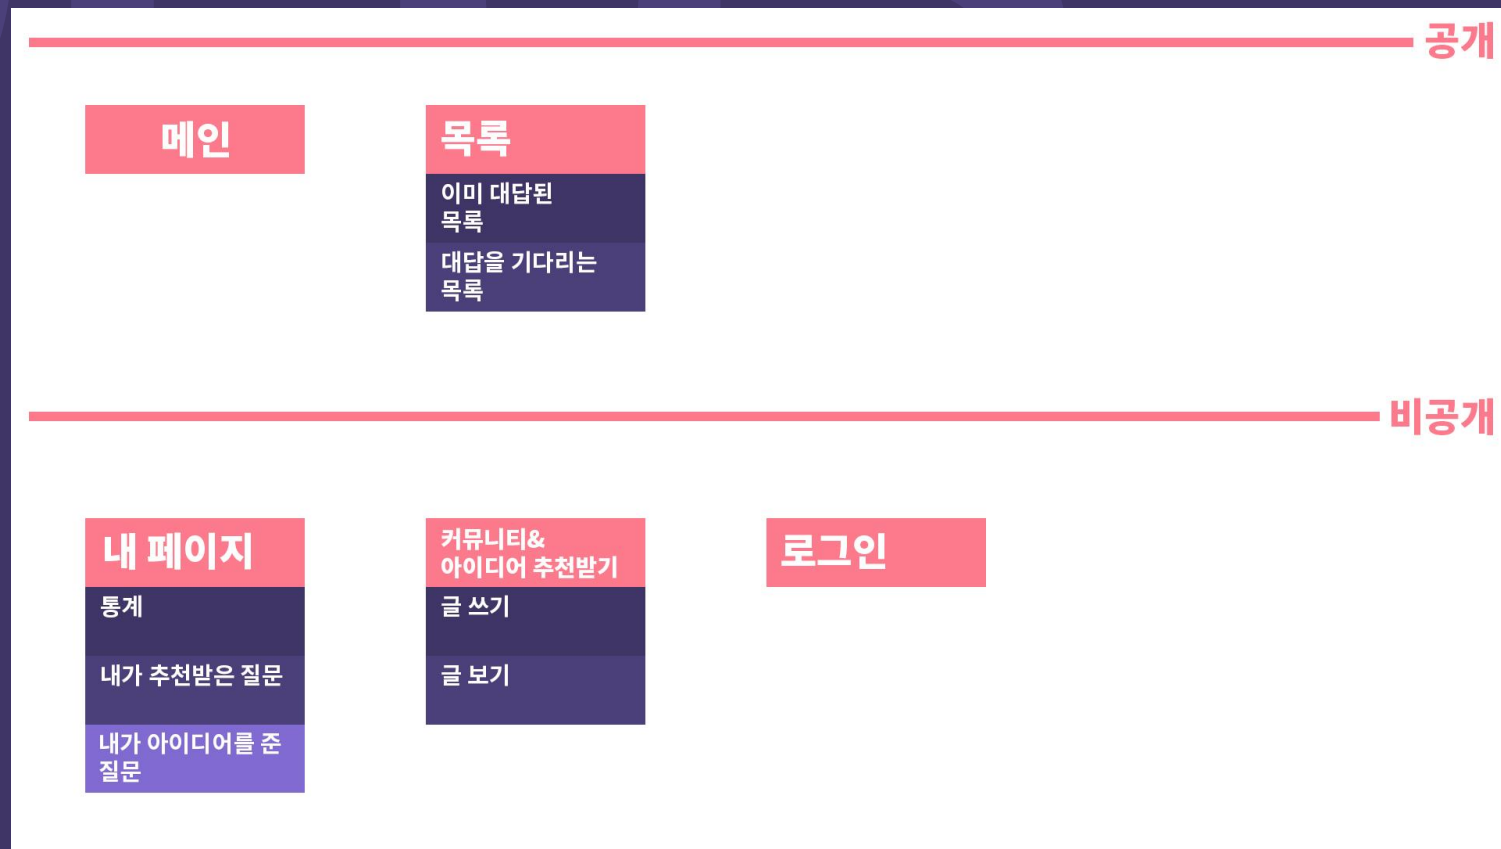 공개
메인
목록
이미 대답된
목록
대답을 기다리는
목록
비공개
내 페이지
통계
내가 추천받은 질문
내가 아이디어를 준
질문
커뮤니티&
아이디어 추천받기
글 쓰기
글 보기
로그인